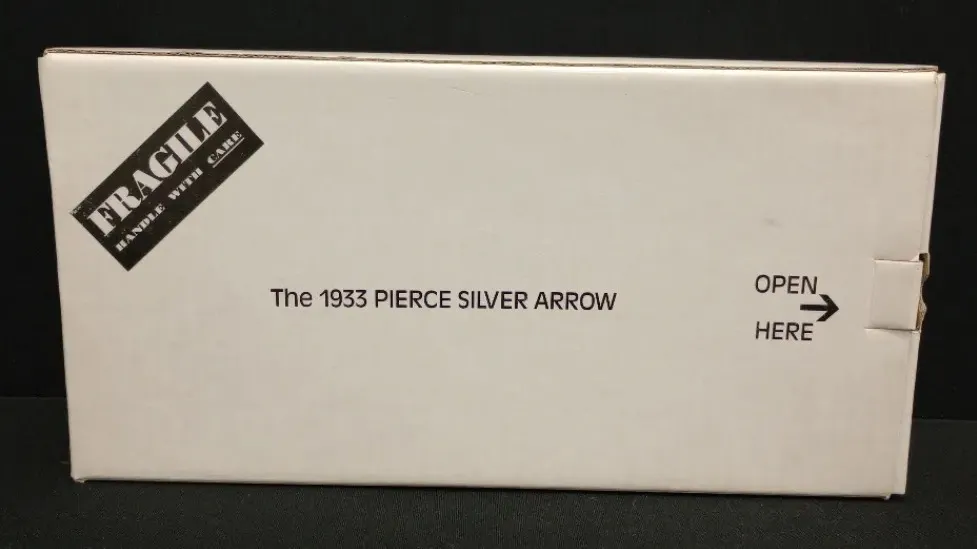 FRAGILE
HANDLE WITH CARE
The 1933 PIERCE SILVER ARROW
OPEN
HERE